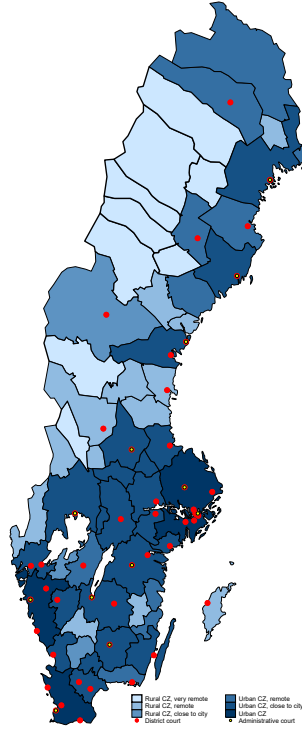 Rural CZ, very remote
Rural CZ, remote
Rural CZ, close to city
District court
Urban CZ, remote
Urban CZ, close to city
Urban CZ
Administrative court